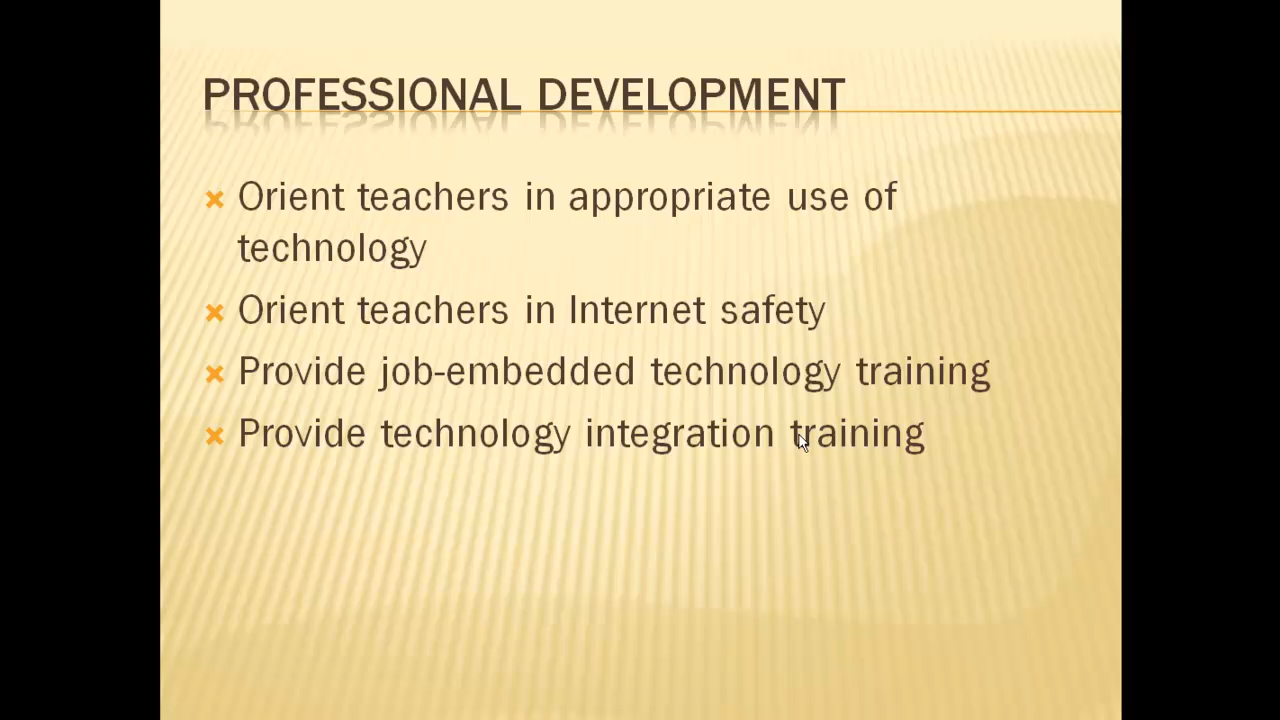 PROFESSIONAL DEVELOPMENT
Orient teachers in appropriate use of
technology
Orient teachers in Internet safety
Provide job-embedded technology training
Provide technology integration training